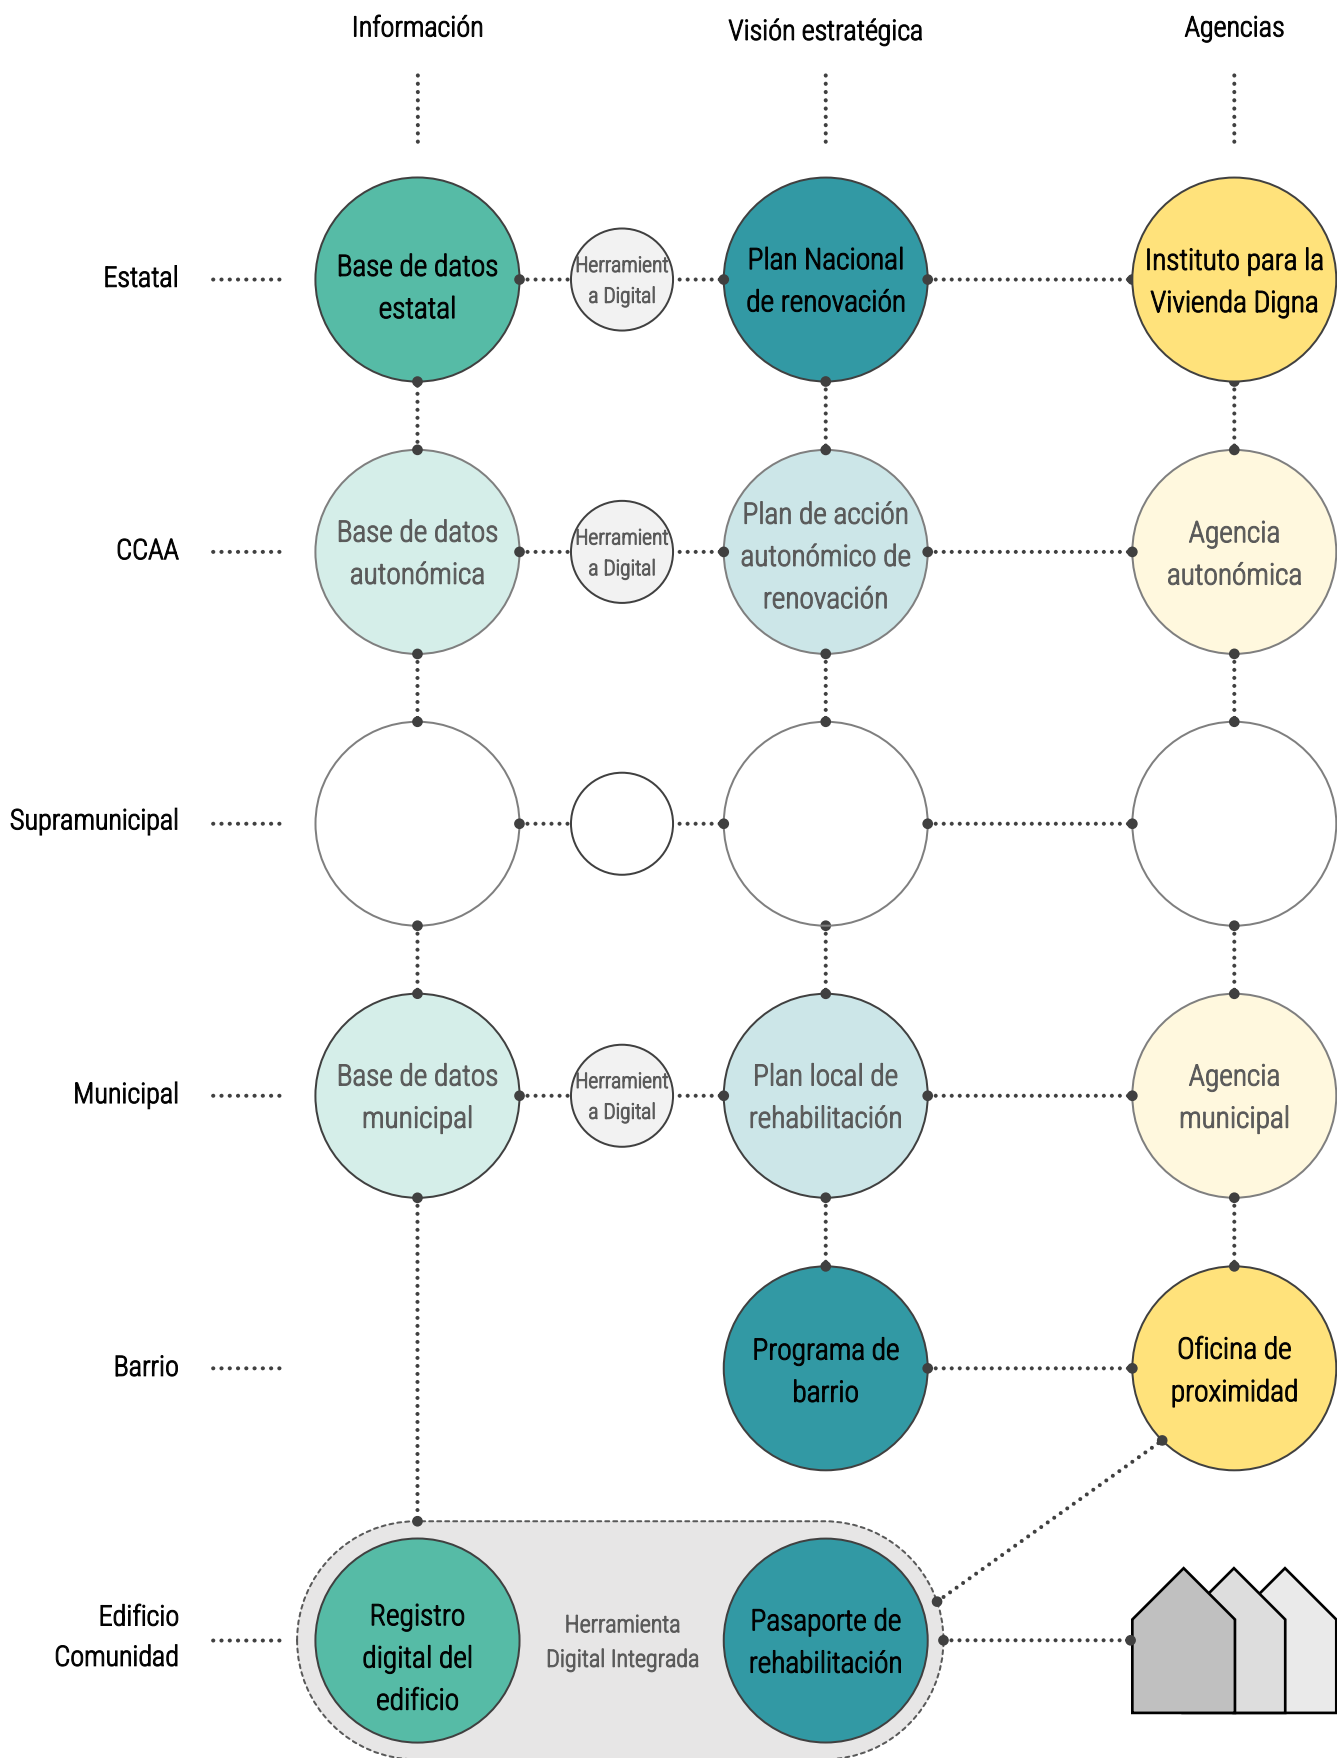 Información
Visión estratégica
Agencias
Estatal
Base de datos
estatal
Herramient
a Digital
Plan Nacional
de renovación
Instituto para la
Vivienda Digna
CCAA
Base de datos
autonómica
Herramient
a Digital
Plan de acción
autonómico de
renovación
Agencia
autonómica
Supramunicipal
Municipal
Base de datos
municipal
Herramient
a Digital
Plan local de
rehabilitación
Agencia
municipal
Barrio
Programa de
barrio
Oficina de
proximidad
Edificio
Comunidad
Registro
digital del
edificio
Herramienta
Digital Integrada
Pasaporte de
rehabilitación